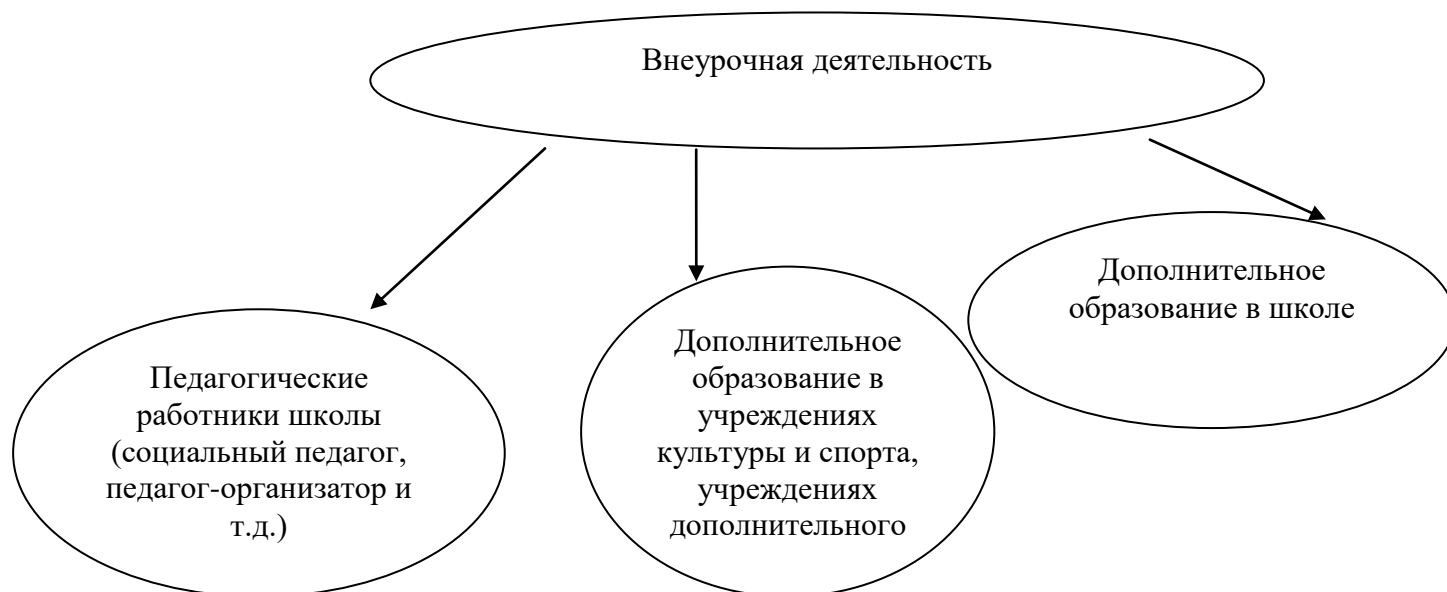 Внеурочная деятельность
Педагогические
работники школы
(социальный педагог,
педагог-организатор и
т.д.)
Дополнительное
образование в
учреждениях
культуры и спорта,
учреждениях
дополнительного
Дополнительное
образование в школе